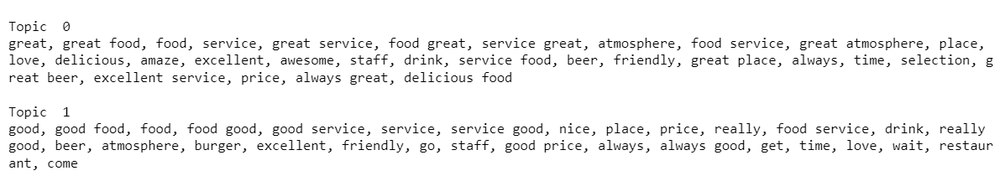 Topic  0
great, great food, food, service, great service, food great, service great, atmosphere, food service, great atmosphere, place,
love, delicious, amaze, excellent, awesome, staff, drink, service food, beer, friendly, great place, always, time, selection, g
reat beer, excellent service, price, always great, delicious food

Topic  1
good, good food, food, food good, good service, service, service good, nice, place, price, really, food service, drink, really
good, beer, atmosphere, burger, excellent, friendly, go, staff, good price, always, always good, get, time, love, wait, restaur
ant, come